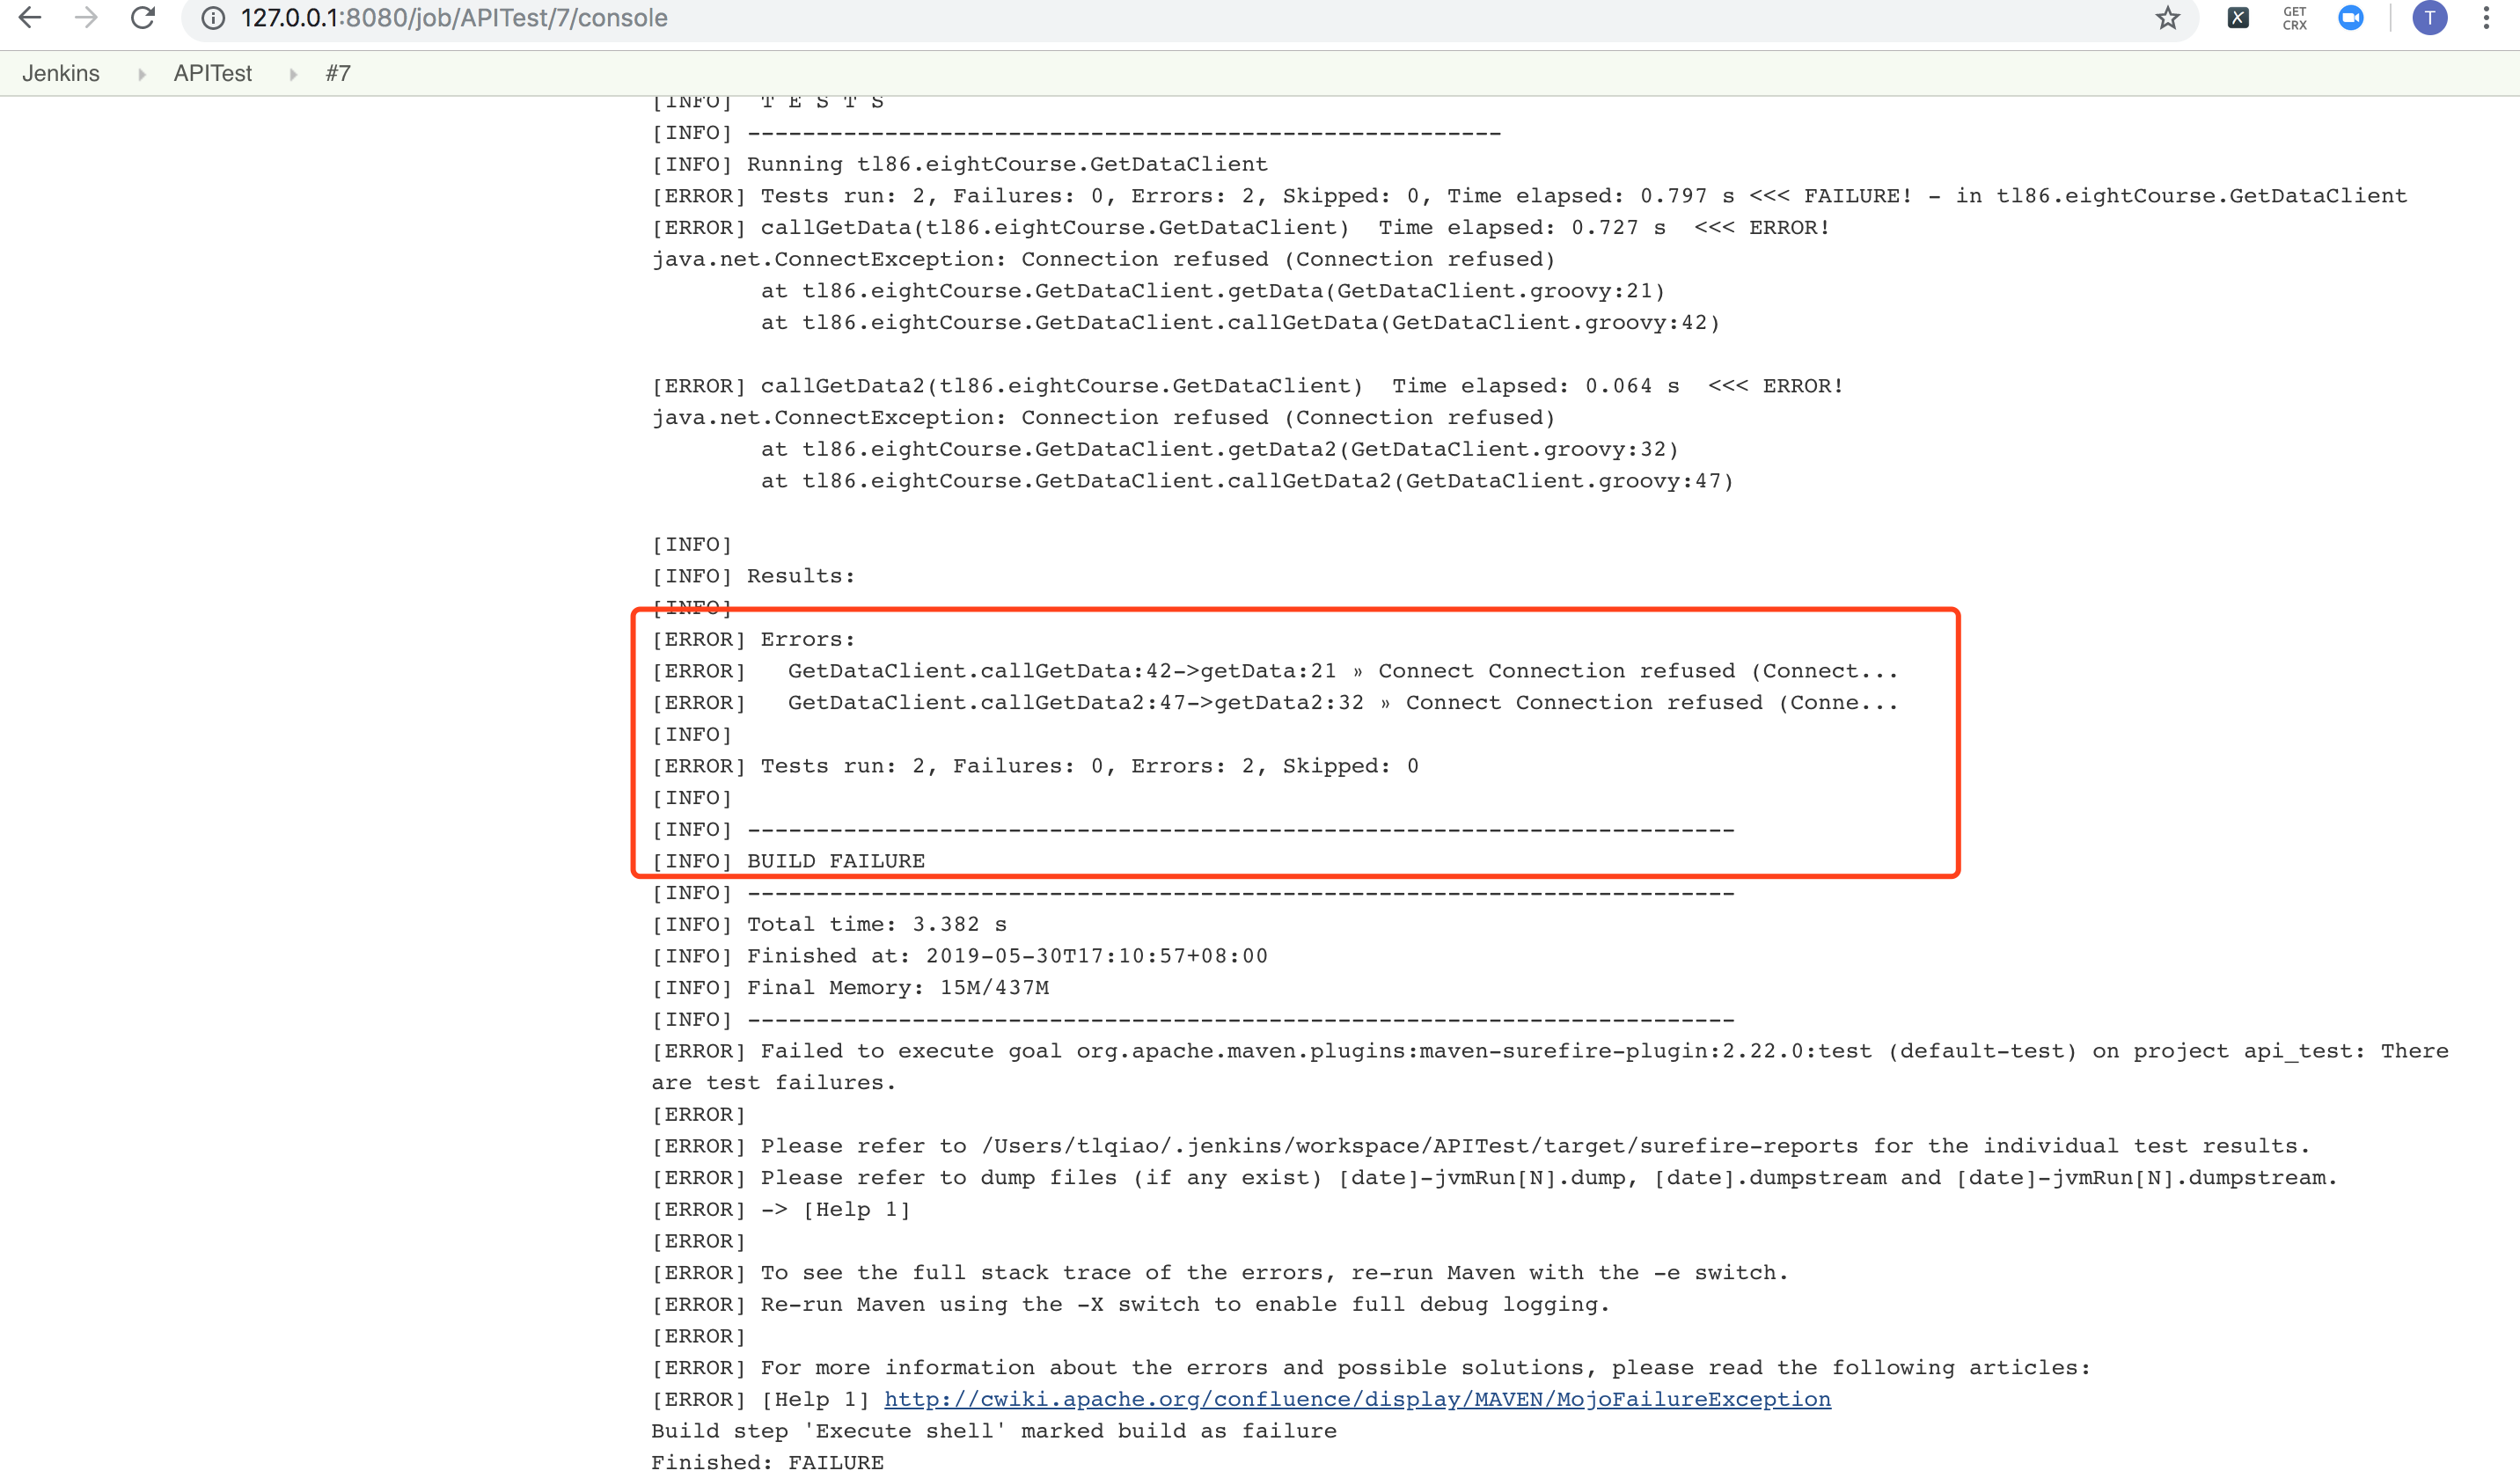 127.0.0.1:8080/job/APITest/7/console
GET
CRX
T
Jenkins APITest #7
[INFO]  T E S T S
[INFO] -------------------------------------------------------
[INFO] Running tl86.eightCourse.GetDataClient
[ERROR] Tests run: 2, Failures: 0, Errors: 2, Skipped: 0, Time elapsed: 0.797 s <<< FAILURE! - in tl86.eightCourse.GetDataClient
[ERROR] callGetData(tl86.eightCourse.GetDataClient)  Time elapsed: 0.727 s  <<< ERROR!
java.net.ConnectException: Connection refused (Connection refused)
        at tl86.eightCourse.GetDataClient.getData(GetDataClient.groovy:21)
        at tl86.eightCourse.GetDataClient.callGetData(GetDataClient.groovy:42)
[ERROR] callGetData2(tl86.eightCourse.GetDataClient)  Time elapsed: 0.064 s  <<< ERROR!
java.net.ConnectException: Connection refused (Connection refused)
        at tl86.eightCourse.GetDataClient.getData2(GetDataClient.groovy:32)
        at tl86.eightCourse.GetDataClient.callGetData2(GetDataClient.groovy:47)
[INFO]
[INFO] Results:
[INFO]
[ERROR] Errors:
[ERROR]   GetDataClient.callGetData:42->getData:21 » Connect Connection refused (Connect...
[ERROR]   GetDataClient.callGetData2:47->getData2:32 » Connect Connection refused (Conne...
[INFO]
[ERROR] Tests run: 2, Failures: 0, Errors: 2, Skipped: 0
[INFO]
[INFO] ------------------------------------------------------------------------
[INFO] BUILD FAILURE
[INFO] ------------------------------------------------------------------------
[INFO] Total time: 3.382 s
[INFO] Finished at: 2019-05-30T17:10:57+08:00
[INFO] Final Memory: 15M/437M
[INFO] ------------------------------------------------------------------------
[ERROR] Failed to execute goal org.apache.maven.plugins:maven-surefire-plugin:2.22.0:test (default-test) on project api_test: There
are test failures.
[ERROR]
[ERROR] Please refer to /Users/tlqiao/.jenkins/workspace/APITest/target/surefire-reports for the individual test results.
[ERROR] Please refer to dump files (if any exist) [date]-jvmRun[N].dump, [date].dumpstream and [date]-jvmRun[N].dumpstream.
[ERROR] -> [Help 1]
[ERROR]
[ERROR] To see the full stack trace of the errors, re-run Maven with the -e switch.
[ERROR] Re-run Maven using the -X switch to enable full debug logging.
[ERROR]
[ERROR] For more information about the errors and possible solutions, please read the following articles:
[ERROR] [Help 1] http://cwiki.apache.org/confluence/display/MAVEN/MojoFailureException
Build step 'Execute shell' marked build as failure
Finished: FAILURE